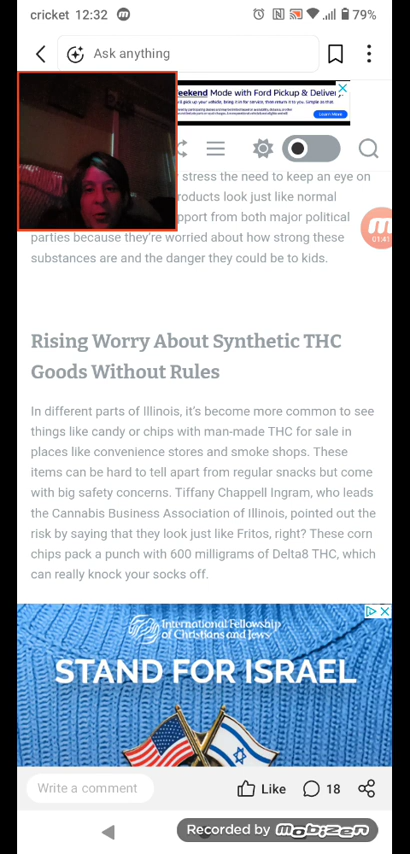 cricket 12:32 79%
Ask anything
eekend Mode with Ford Pickup & Delivery
Learn More
stress the need to keep an eye on
roducts look just like normal
pport from both major political
parties because they're worried about how strong these
substances are and the danger they could be to kids.
01:41
Rising Worry About Synthetic THC
Goods Without Rules
In different parts of Illinois, it's become more common to see
things like candy or chips with man-made THC for sale in
places like convenience stores and smoke shops. These
items can be hard to tell apart from regular snacks but come
with big safety concerns. Tiffany Chappell Ingram, who leads
the Cannabis Business Association of Illinois, pointed out the
risk by saying that they look just like Fritos, right? These corn
chips pack a punch with 600 milligrams of Delta8 THC, which
can really knock your socks off.
International Fellowship
of Christians and Jews
STAND FOR ISRAEL
Write a comment Like 18
Recorded by mobizen